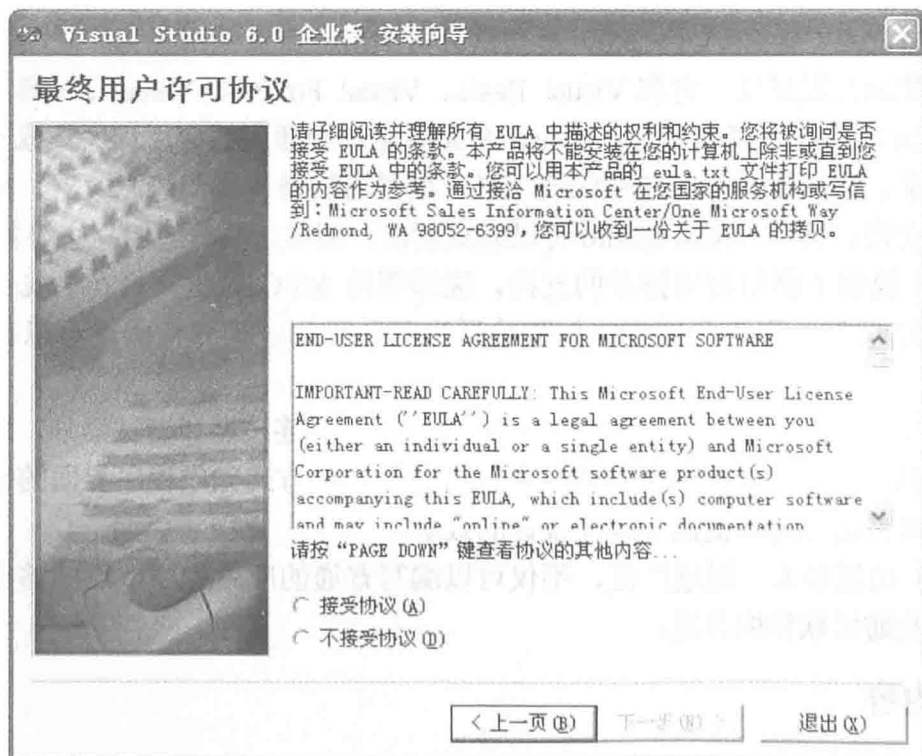 Visual Studio 6.0 企业版 安装向导
最终用户许可协议
请仔细阅读并理解所有 EULA 中描述的权利和约束。您将被询问是否
接受 EULA 的条款。本产品将不能安装在您的计算机上除非或直到您
接受 EULA 中的条款。您可以用本产品的 eula.txt 文件打印 EULA
的内容作为参考。通过接洽 Microsoft 在您国家的服务机构或写信
到：Microsoft Sales Information Center/One Microsoft Way
/Redmond, WA 98052-6399，您可以收到一份关于 EULA 的拷贝。
END-USER LICENSE AGREEMENT FOR MICROSOFT SOFTWARE
IMPORTANT-READ CAREFULLY: This Microsoft End-User License
Agreement (''EULA'') is a legal agreement between you
(either an individual or a single entity) and Microsoft
Corporation for the Microsoft software product(s)
accompanying this EULA, which include(s) computer software
and may include "online" or electronic documentation
请按“PAGE DOWN”键查看协议的其他内容...
接受协议(A)
不接受协议(D)
< 上一页(B)
下一步(N) >
退出(X)